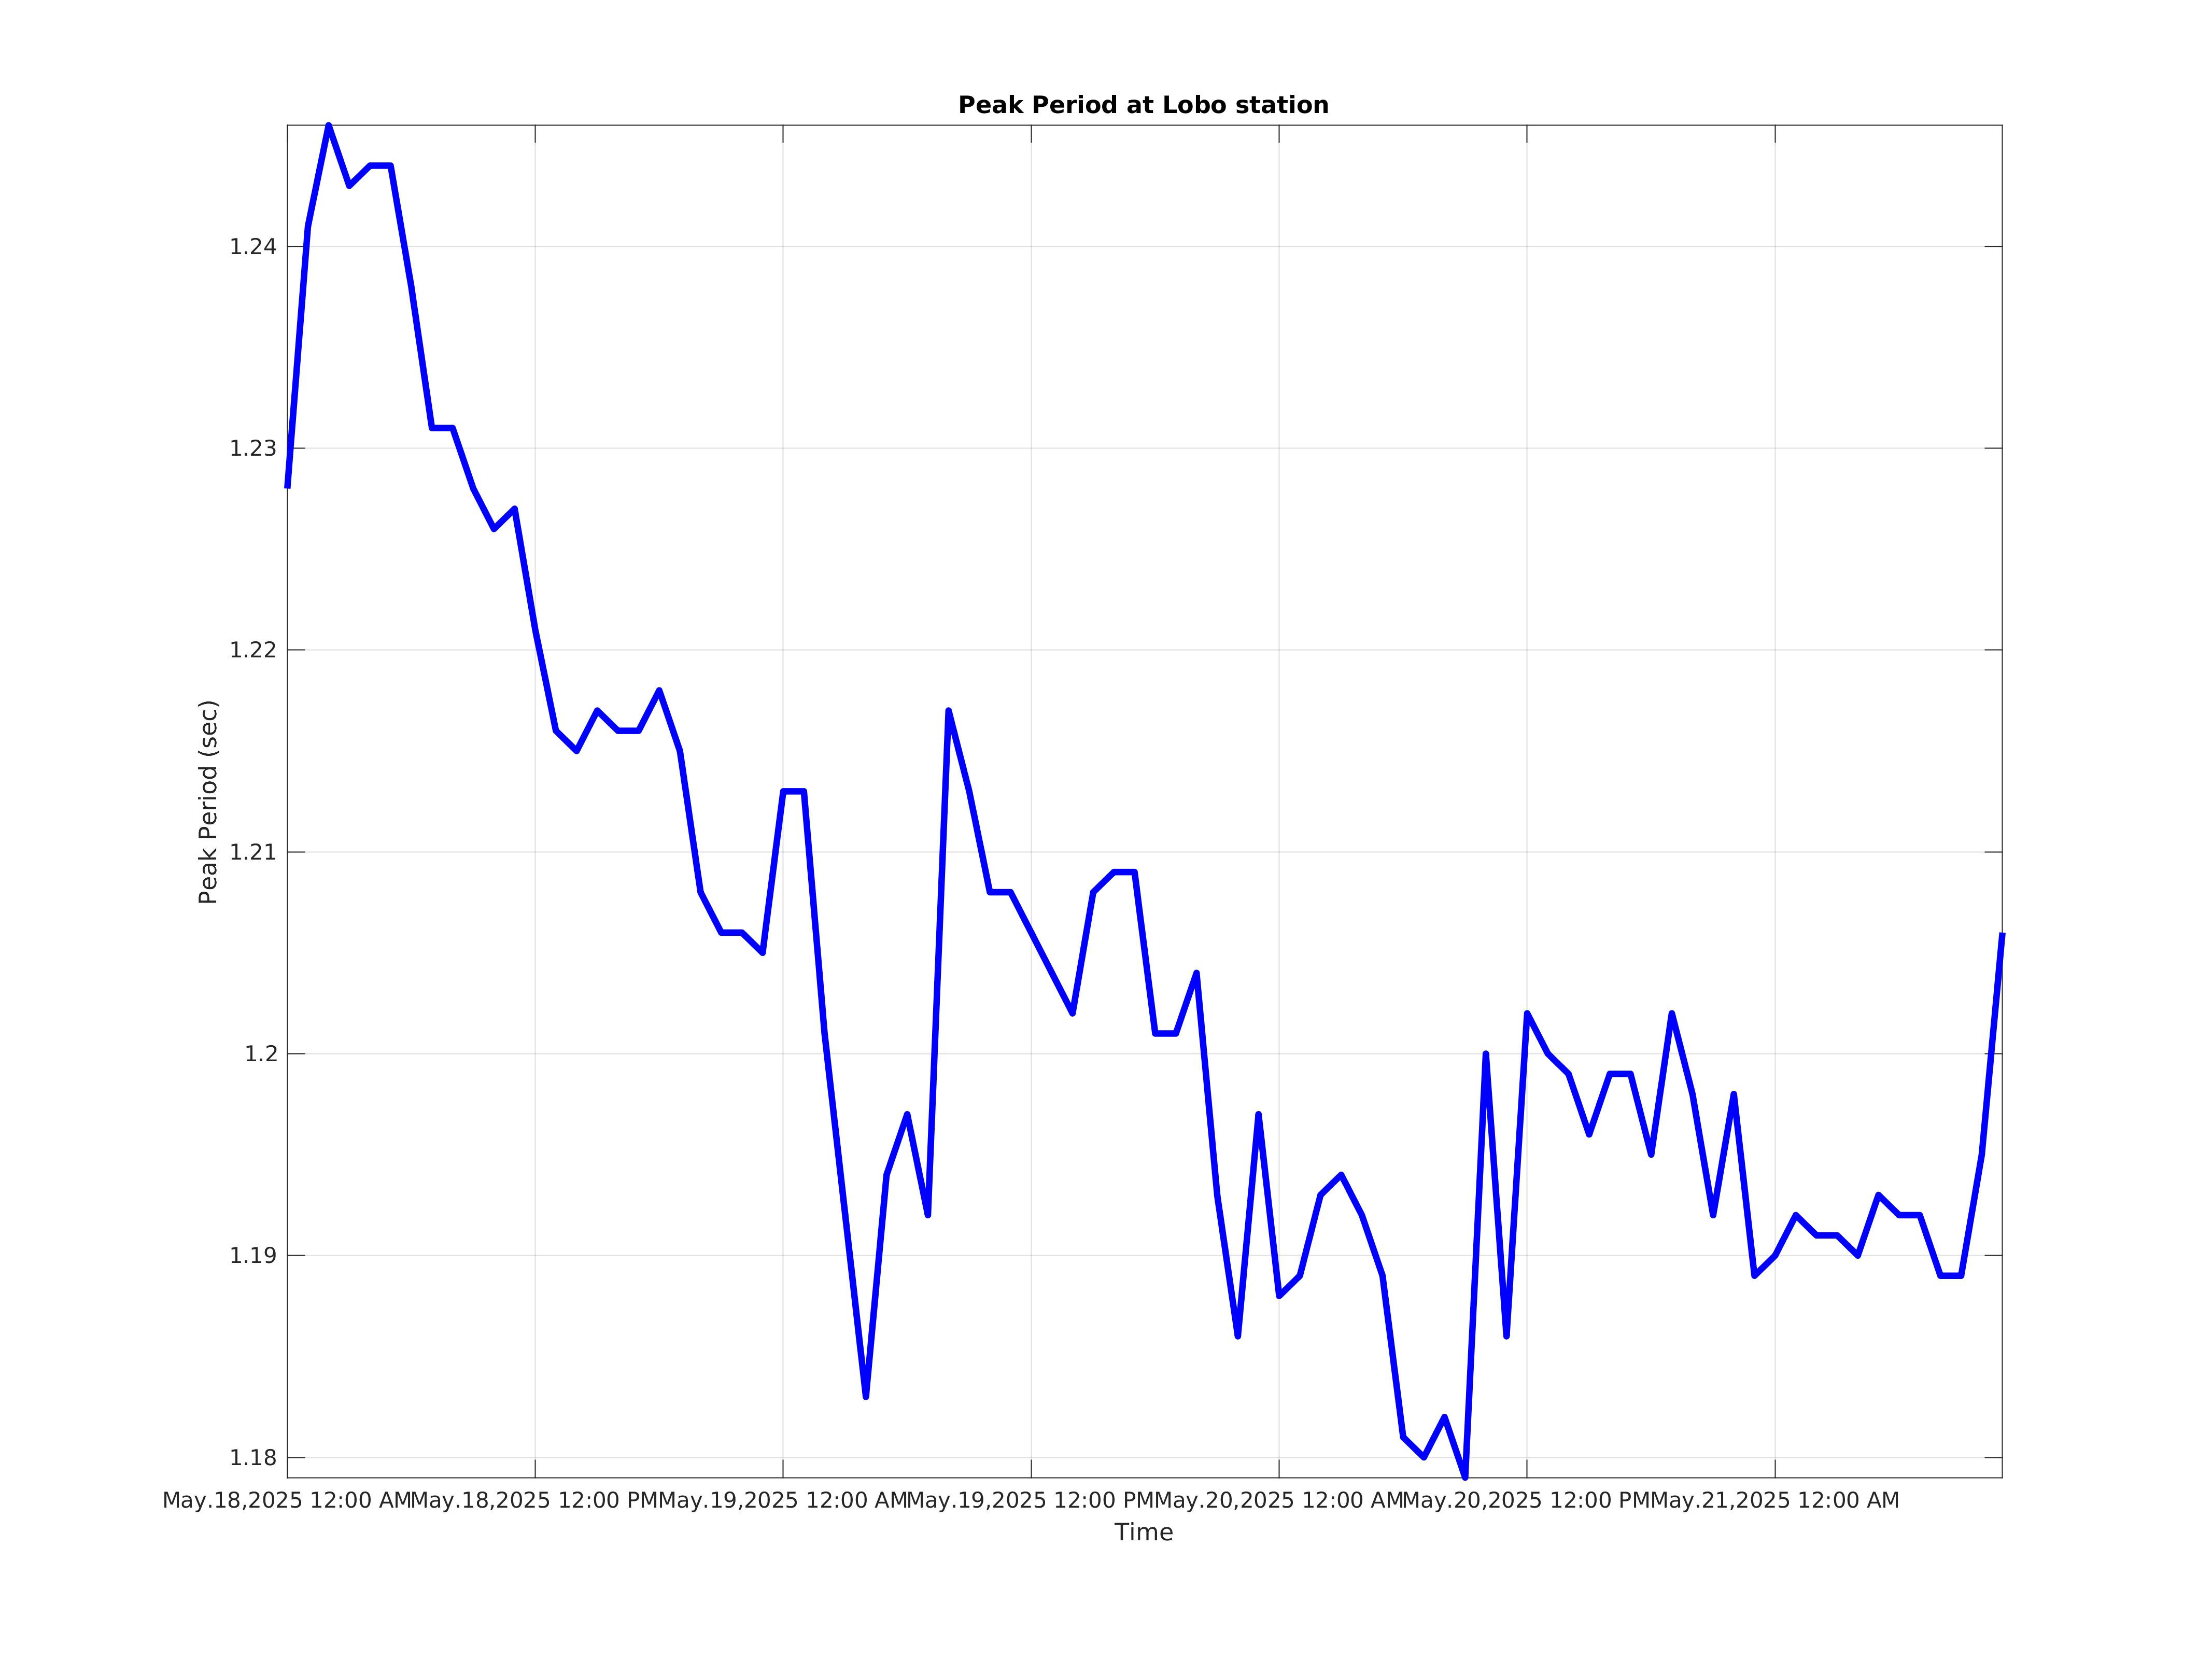 Peak Period at Lobo station
Peak Period (sec)
1.24
1.23
1.22
1.21
1.2
1.19
1.18
May.18,2025 12:00 AM May.18,2025 12:00 PM May.19,2025 12:00 AM May.19,2025 12:00 PM May.20,2025 12:00 AM May.20,2025 12:00 PM May.21,2025 12:00 AM
Time